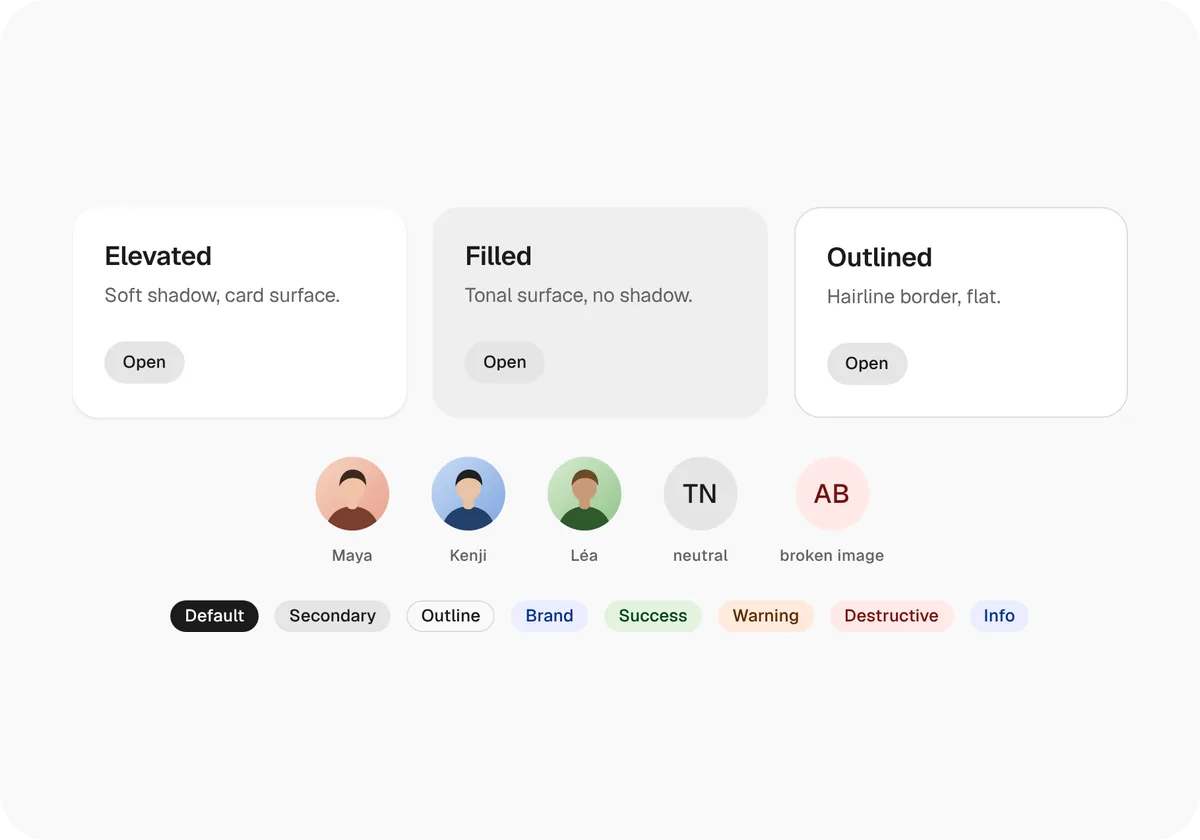 Elevated
Soft shadow, card surface.
Open
Filled
Tonal surface, no shadow.
Open
Outlined
Hairline border, flat.
Open
Maya
Kenji
Léa
TN
neutral
AB
broken image
Default
Secondary
Outline
Brand
Success
Warning
Destructive
Info